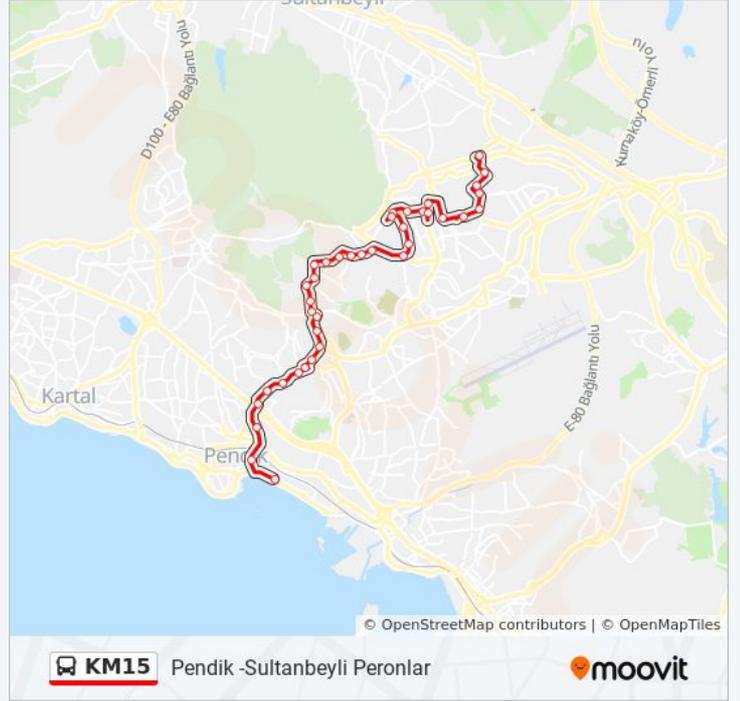 Sultanbeyli
D100 - E80 Bağlantı Yolu
Kurnaköy-Ömerli Yolu
E-80 Bağlantı Yolu
Kartal
Pendik
© OpenStreetMap contributors | © OpenMapTiles
KM15 Pendik -Sultanbeyli Peronlar moovit